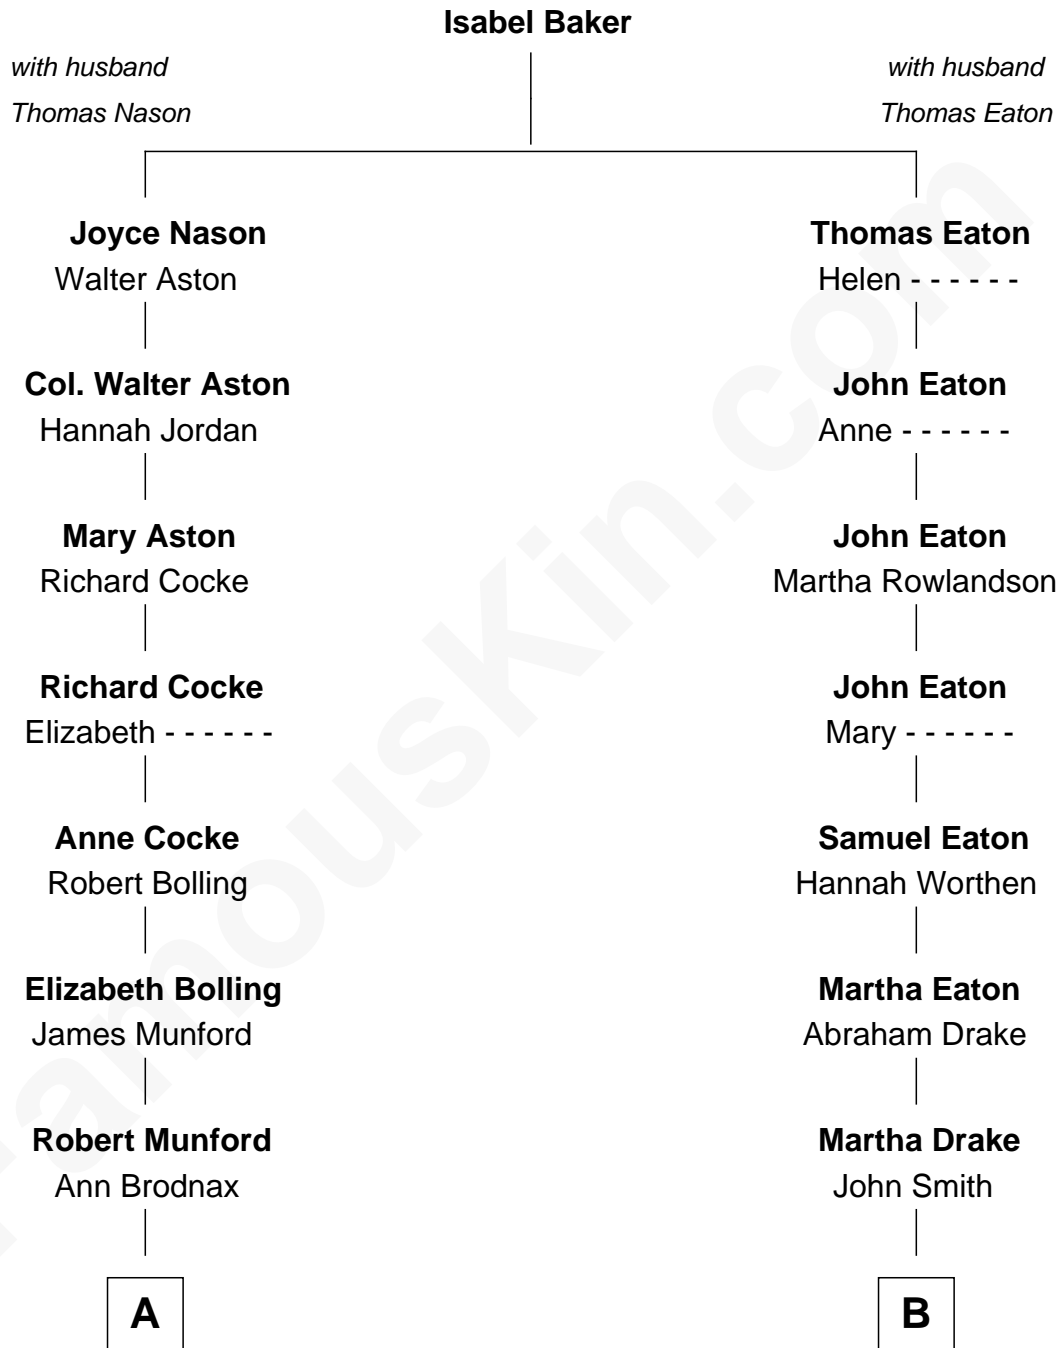 Isabel Baker
with husband
Thomas Nason
with husband
Thomas Eaton
Joyce Nason
Walter Aston
Thomas Eaton
Helen - - - - - -
Col. Walter Aston
Hannah Jordan
John Eaton
Anne - - - - - -
Mary Aston
Richard Cocke
John Eaton
Martha Rowlandson
Richard Cocke
Elizabeth - - - - - -
John Eaton
Mary - - - - - -
Anne Cocke
Robert Bolling
Samuel Eaton
Hannah Worthen
Elizabeth Bolling
James Munford
Martha Eaton
Abraham Drake
Robert Munford
Ann Brodnax
Martha Drake
John Smith
A
B
FamousKin.com